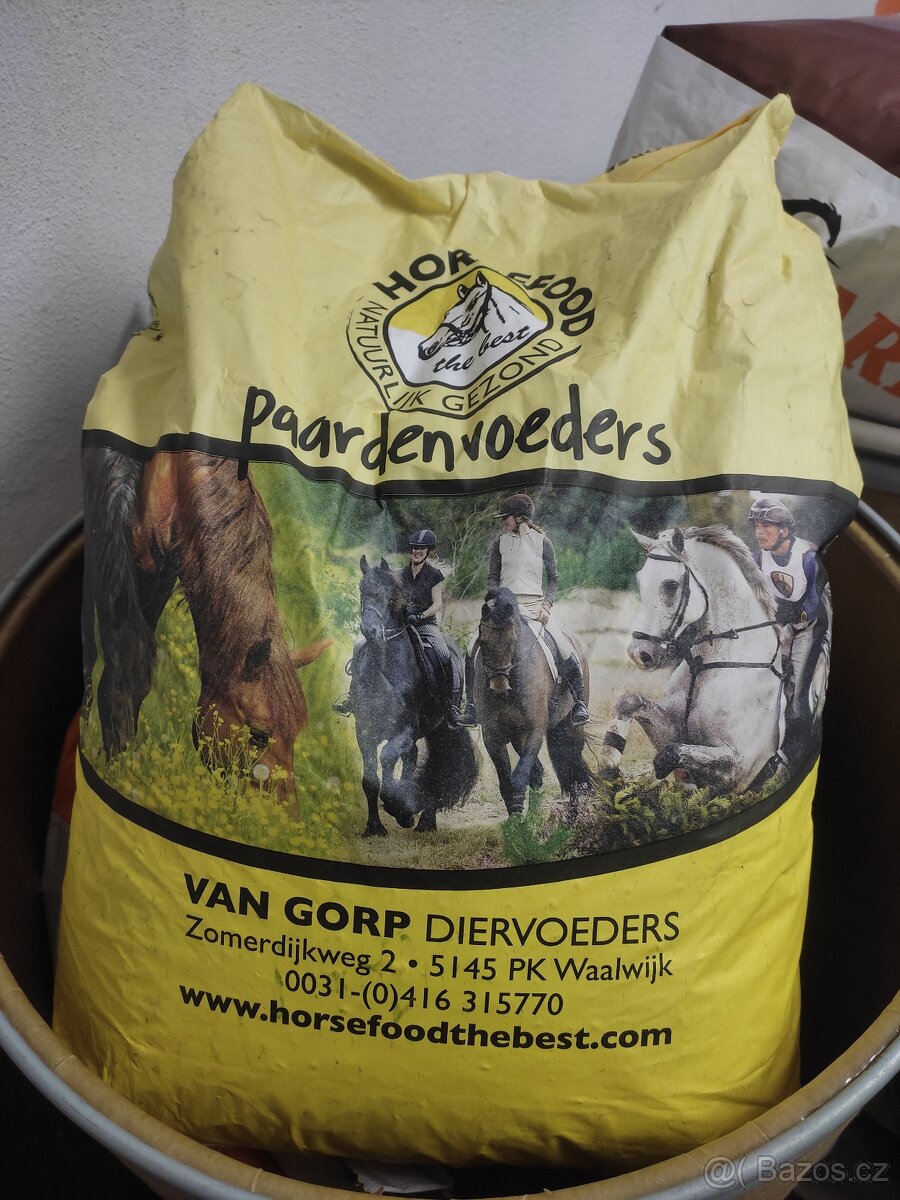 HORSEFOOD
the best
NATUURLIJK GEZOND
paardenvoeders
VAN GORP DIERVOEDERS
Zomerdijkweg 2 • 5145 PK Waalwijk
0031-(0)416 315770
www.horsefoodthebest.com
@( Bazos.cz